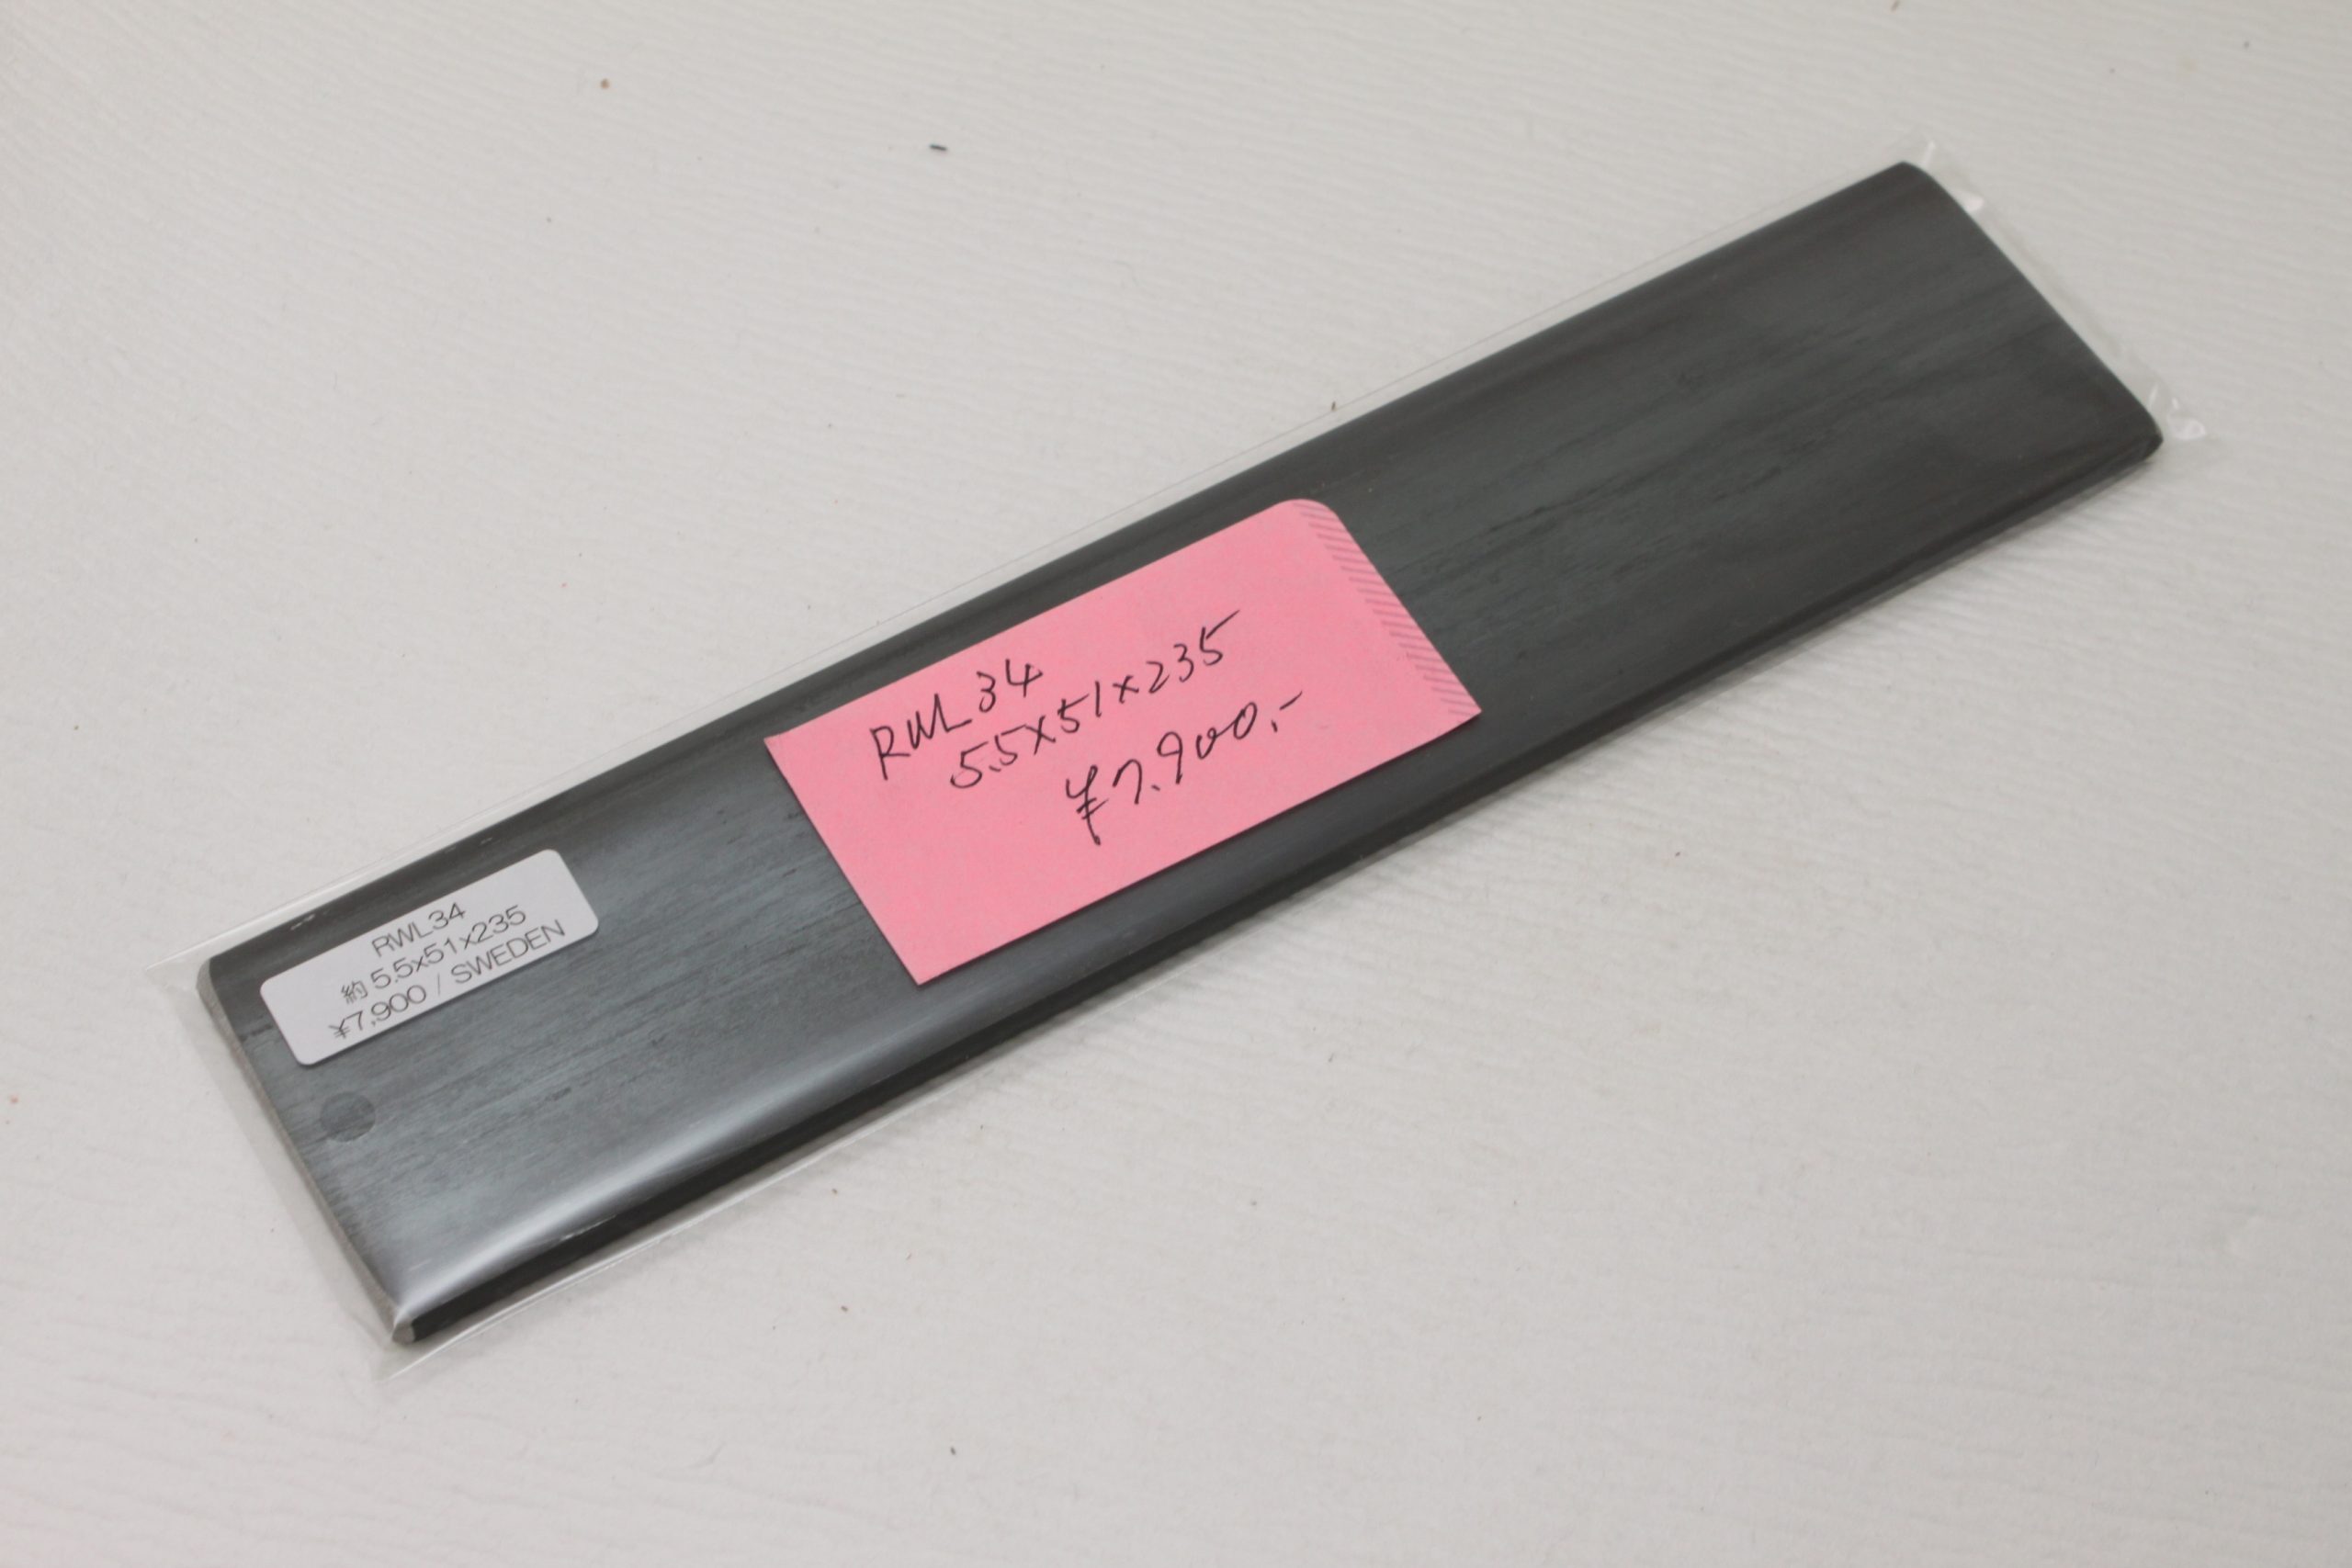 RWL34
5.5x51x235
¥7.900.-
RWL34
約5.5x51x235
¥7,900 / SWEDEN